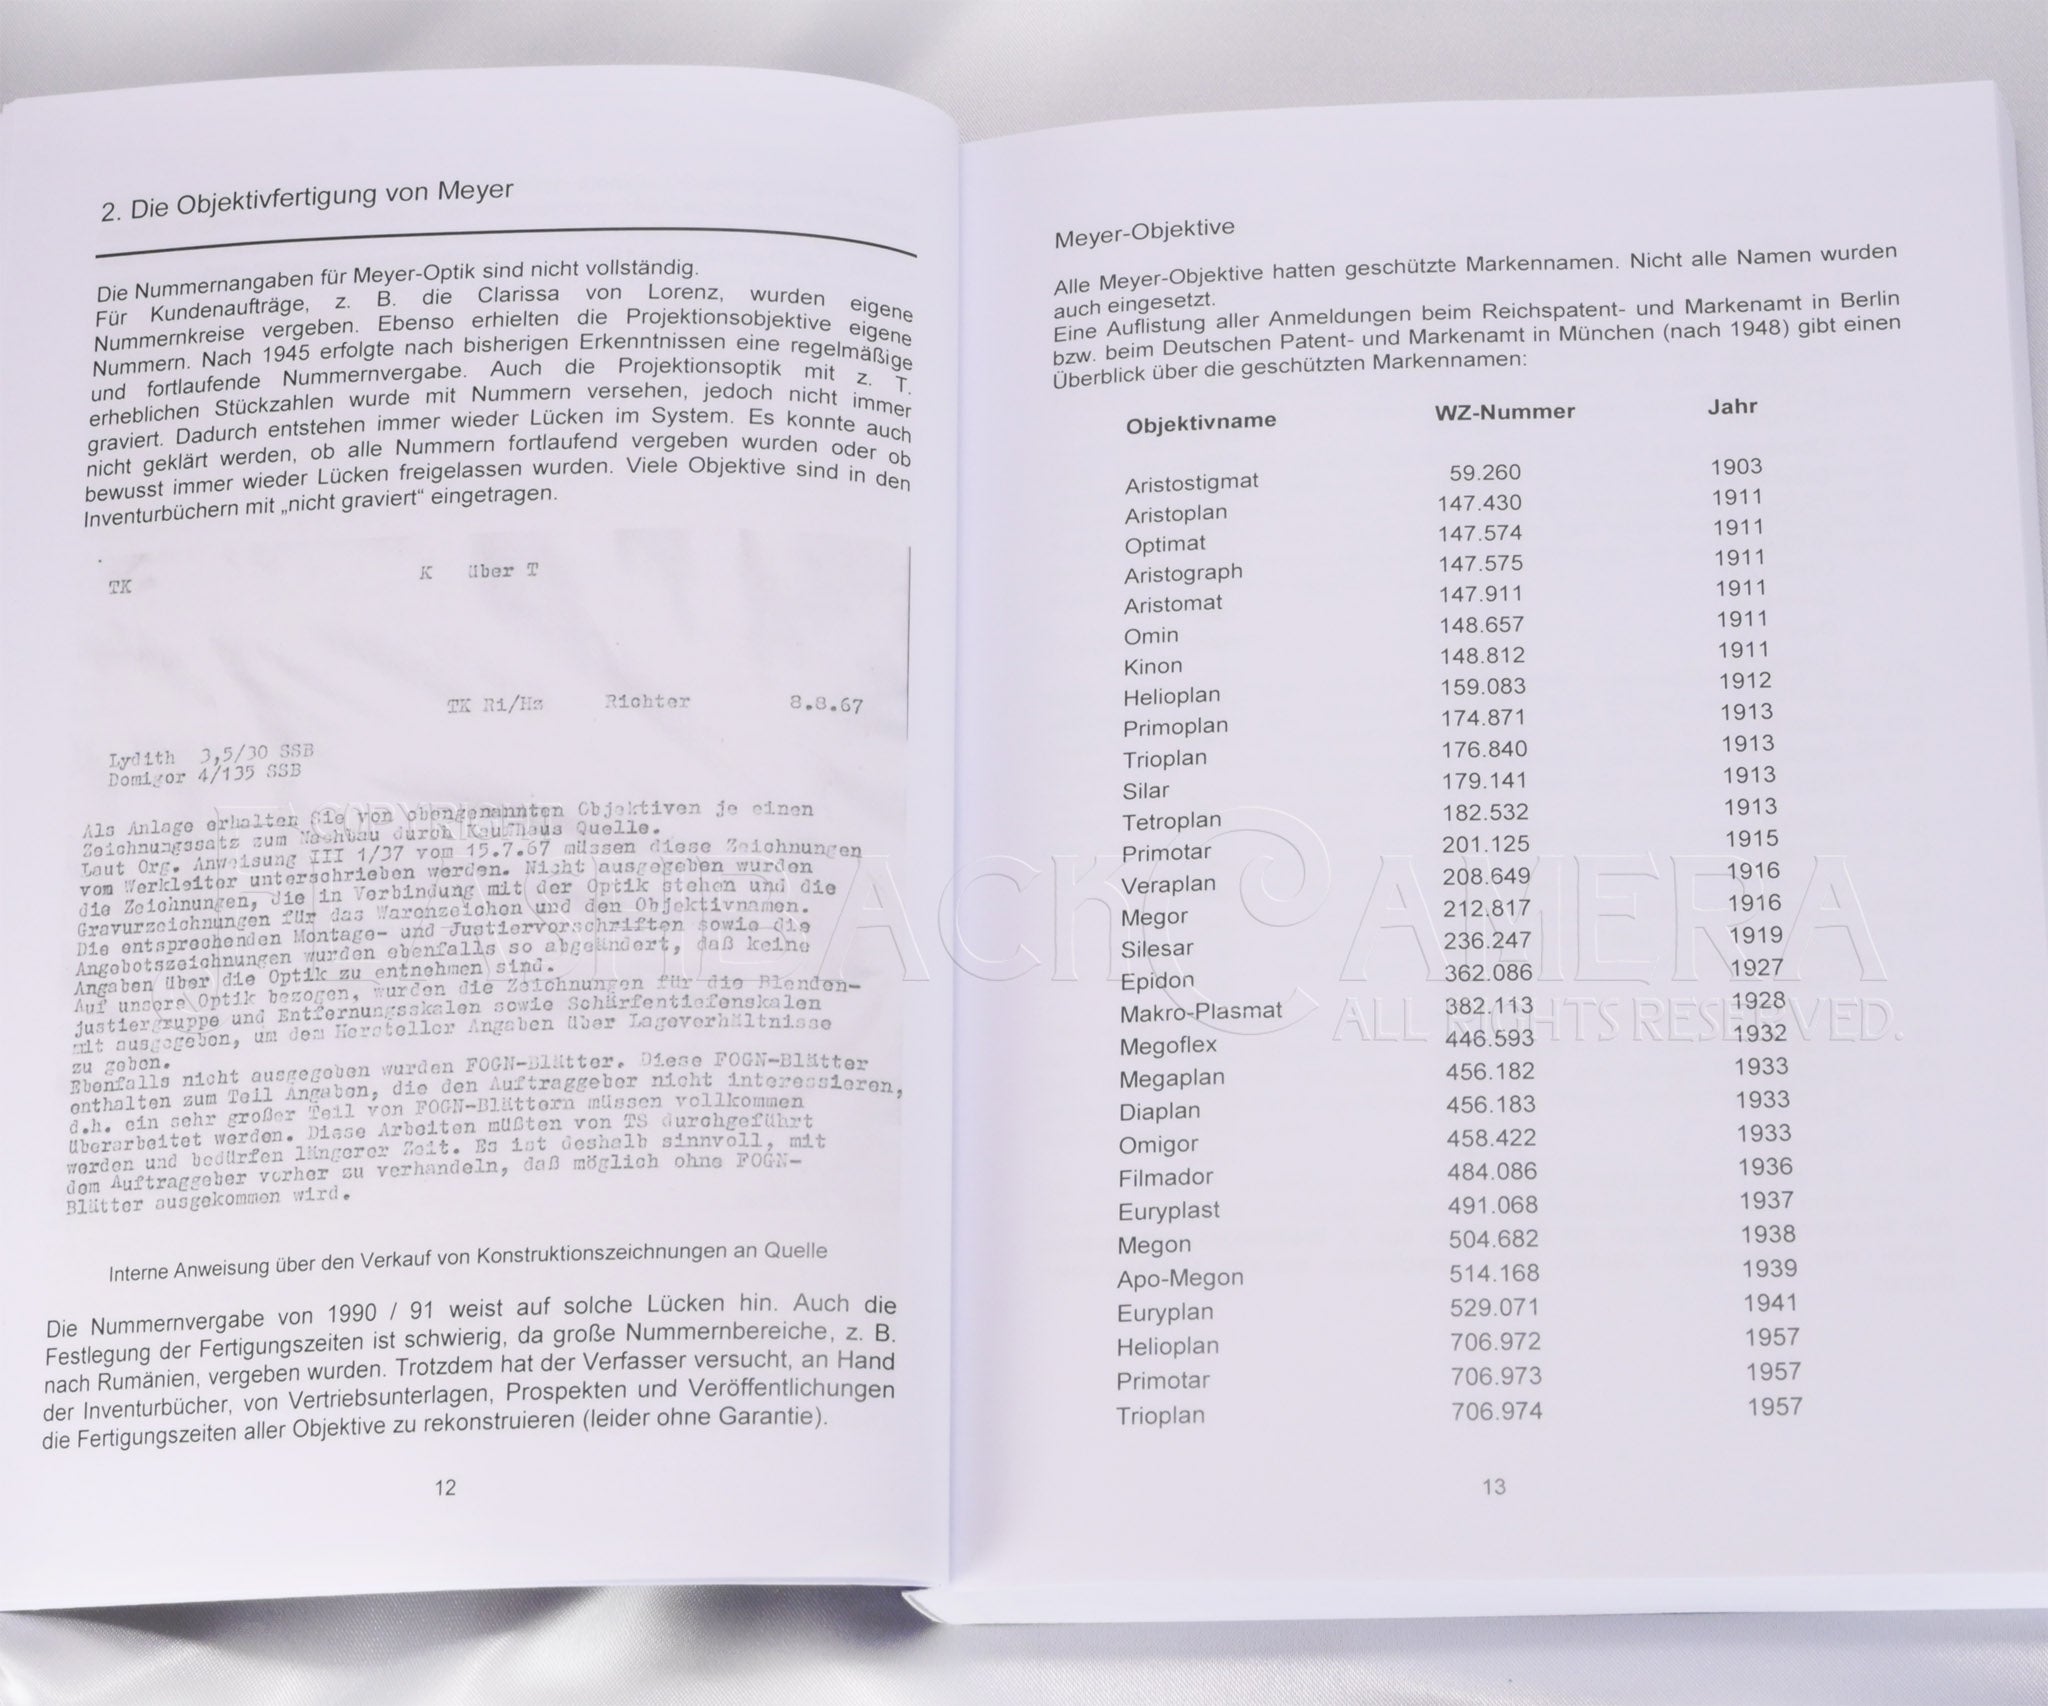 2. Die Objektivfertigung von Meyer
Die Nummernangaben für Meyer-Optik sind nicht vollständig.
Für Kundenaufträge, z. B. die Clarissa von Lorenz, wurden eigene
Nummernkreise vergeben. Ebenso erhielten die Projektionsobjektive eigene
Nummern. Nach 1945 erfolgte nach bisherigen Erkenntnissen eine regelmäßige
und fortlaufende Nummernvergabe. Auch die Projektionsoptik mit z. T.
erheblichen Stückzahlen wurde mit Nummern versehen, jedoch nicht immer
graviert. Dadurch entstehen immer wieder Lücken im System. Es konnte auch
nicht geklärt werden, ob alle Nummern fortlaufend vergeben wurden oder ob
bewusst immer wieder Lücken freigelassen wurden. Viele Objektive sind in den
Inventurbüchern mit „nicht graviert“ eingetragen.
TK K über T
TK Ri/Hs Richter 8.8.67
Lydith 3,5/30 SSB
Domigor 4/135 SSB
Als Anlage erhalten Sie von obengenannten Objektiven je einen
Zeichnungssatz zum Nachbau durch Kaufhaus Quelle.
Laut Org. Anweisung III 1/37 vom 15.7.67 müssen diese Zeichnungen
vom Werkleiter unterschrieben werden. Nicht ausgegeben wurden
die Zeichnungen, die in Verbindung mit der Optik stehen und die
Gravurzeichnungen für das Warenzeichen und den Objektivnamen.
Die entsprechenden Montage- und Justiervorschriften sowie die
Angebotszeichnungen wurden ebenfalls so abgeändert, daß keine
Angaben über die Optik zu entnehmen sind.
Auf unsere Optik bezogen, wurden die Zeichnungen für die Blenden-
justiergruppe und Entfernungsskalen sowie Schärfentiefenskalen
mit ausgegeben, um dem Hersteller Angaben über Lageverhältnisse
zu geben.
Ebenfalls nicht ausgegeben wurden FOGN-Blätter. Diese FOGN-Blätter
enthalten zum Teil Angaben, die den Auftraggeber nicht interessieren,
d.h. ein sehr großer Teil von FOGN-Blättern müssen vollkommen
überarbeitet werden. Diese Arbeiten müßten von TS durchgeführt
werden und bedürfen längerer Zeit. Es ist deshalb sinnvoll, mit
dem Auftraggeber vorher zu verhandeln, daß möglich ohne FOGN-
Blätter ausgekommen wird.
Interne Anweisung über den Verkauf von Konstruktionszeichnungen an Quelle
Die Nummernvergabe von 1990 / 91 weist auf solche Lücken hin. Auch die
Festlegung der Fertigungszeiten ist schwierig, da große Nummernbereiche, z. B.
nach Rumänien, vergeben wurden. Trotzdem hat der Verfasser versucht, an Hand
der Inventurbücher, von Vertriebsunterlagen, Prospekten und Veröffentlichungen
die Fertigungszeiten aller Objektive zu rekonstruieren (leider ohne Garantie).
12
Meyer-Objektive
Alle Meyer-Objektive hatten geschützte Markennamen. Nicht alle Namen wurden
auch eingesetzt.
Eine Auflistung aller Anmeldungen beim Reichspatent- und Markenamt in Berlin
bzw. beim Deutschen Patent- und Markenamt in München (nach 1948) gibt einen
Überblick über die geschützten Markennamen:
Objektivname WZ-Nummer Jahr
Aristostigmat 59.260 1903
Aristoplan 147.430 1911
Optimat 147.574 1911
Aristograph 147.575 1911
Aristomat 147.911 1911
Omin 148.657 1911
Kinon 148.812 1911
Helioplan 159.083 1912
Primoplan 174.871 1913
Trioplan 176.840 1913
Silar 179.141 1913
Tetroplan 182.532 1913
Primotar 201.125 1915
Veraplan 208.649 1916
Megor 212.817 1916
Silesar 236.247 1919
Epidon 362.086 1927
Makro-Plasmat 382.113 1928
Megoflex 446.593 1932
Megaplan 456.182 1933
Diaplan 456.183 1933
Omigor 458.422 1933
Filmador 484.086 1936
Euryplast 491.068 1937
Megon 504.682 1938
Apo-Megon 514.168 1939
Euryplan 529.071 1941
Helioplan 706.972 1957
Primotar 706.973 1957
Trioplan 706.974 1957
13
COPYRIGHT
FLASHBACK CAMERA
ALL RIGHTS RESERVED.